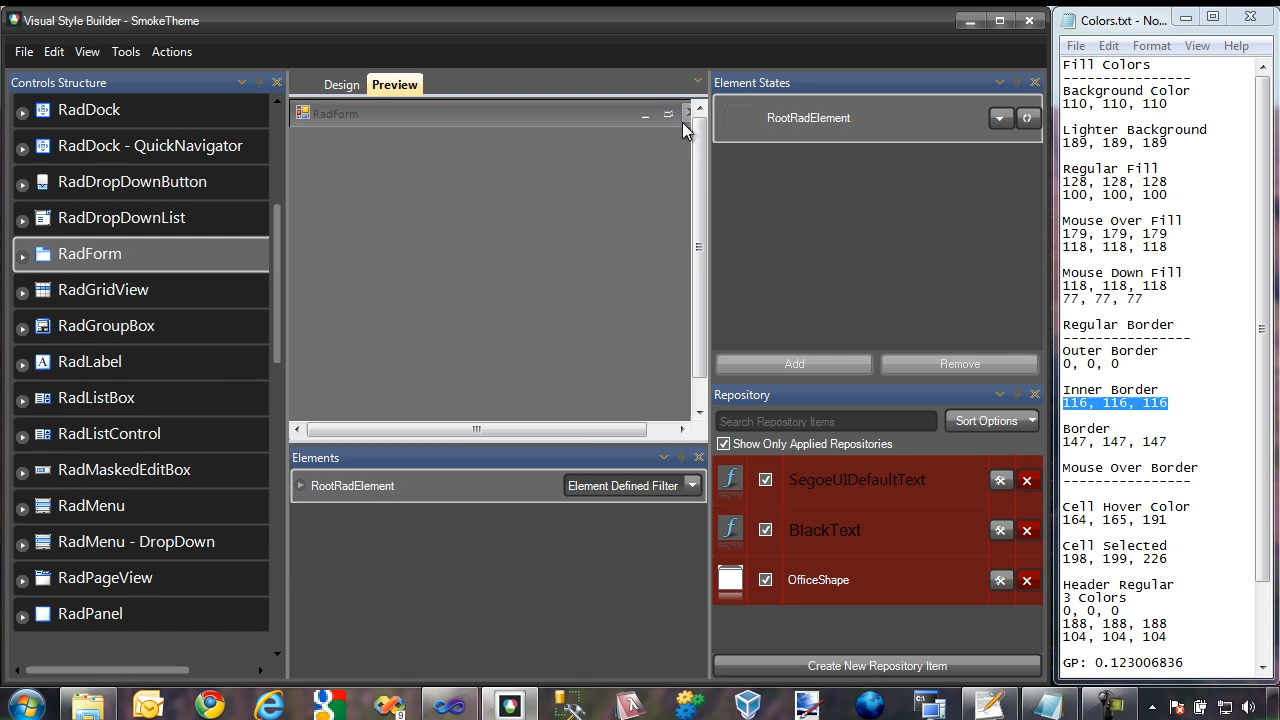 Visual Style Builder - SmokeTheme
File Edit View Tools Actions
Controls Structure
RadDock
RadDock - QuickNavigator
RadDropDownButton
RadDropDownList
RadForm
RadGridView
RadGroupBox
RadLabel
RadListBox
RadListControl
RadMaskedEditBox
RadMenu
RadMenu - DropDown
RadPageView
RadPanel
Design Preview
RadForm
Elements
RootRadElement Element Defined Filter
Element States
RootRadElement
Add Remove
Repository
Search Repository Items Sort Options
Show Only Applied Repositories
SegoeUIDefaultText
BlackText
OfficeShape
Create New Repository Item
Colors.txt - No...
File Edit Format View Help
Fill Colors
----------------
Background Color
110, 110, 110
Lighter Background
189, 189, 189
Regular Fill
128, 128, 128
100, 100, 100
Mouse Over Fill
179, 179, 179
118, 118, 118
Mouse Down Fill
118, 118, 118
77, 77, 77
Regular Border
----------------
Outer Border
0, 0, 0
Inner Border
116, 116, 116
Border
147, 147, 147
Mouse Over Border
----------------
Cell Hover Color
164, 165, 191
Cell Selected
198, 199, 226
Header Regular
3 Colors
0, 0, 0
188, 188, 188
104, 104, 104
GP: 0.123006836